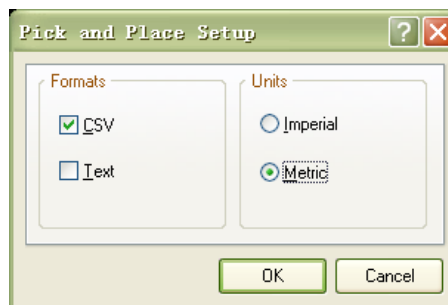 Pick and Place Setup
Formats
CSV
Text
Units
Imperial
Metric
OK
Cancel